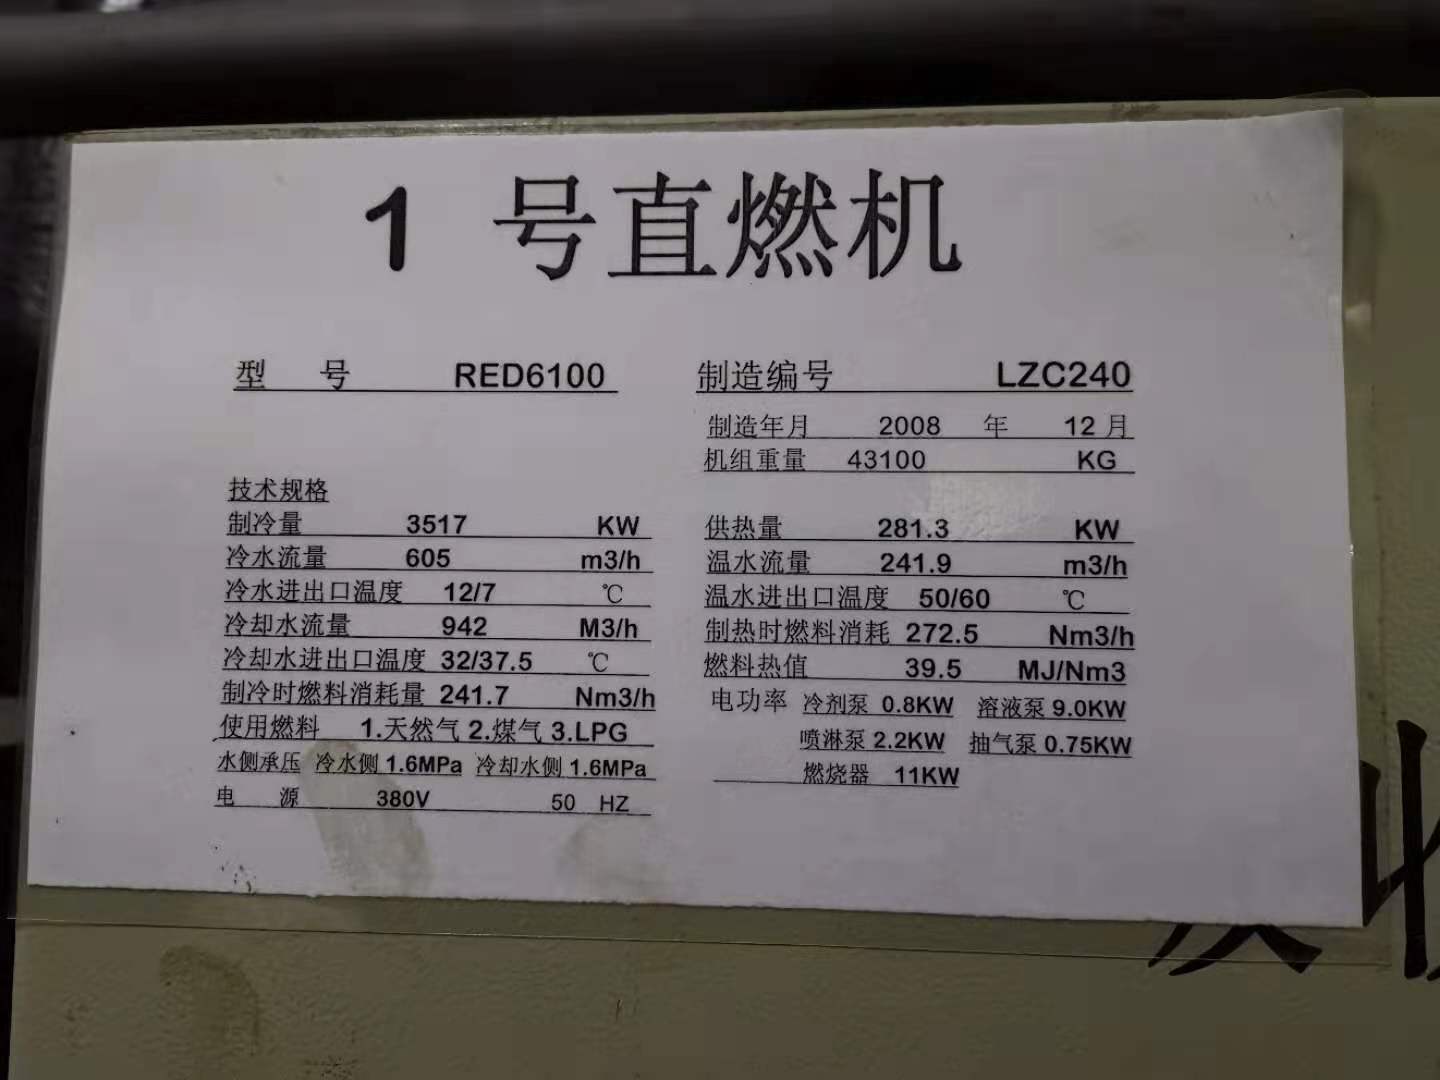 1 号直燃机
型 号 RED6100 制造编号 LZC240
制造年月 2008 年 12 月
机组重量 43100 KG
技术规格
制冷量 3517 KW 供热量 281.3 KW
冷水流量 605 m3/h 温水流量 241.9 m3/h
冷水进出口温度 12/7 ℃ 温水进出口温度 50/60 ℃
冷却水流量 942 M3/h 制热时燃料消耗 272.5 Nm3/h
冷却水进出口温度 32/37.5 ℃ 燃料热值 39.5 MJ/Nm3
制冷时燃料消耗量 241.7 Nm3/h 电功率 冷剂泵 0.8KW 溶液泵 9.0KW
使用燃料 1.天然气 2.煤气 3.LPG 喷淋泵 2.2KW 抽气泵 0.75KW
水侧承压 冷水侧 1.6MPa 冷却水侧 1.6MPa 燃烧器 11KW
电 源 380V 50 HZ